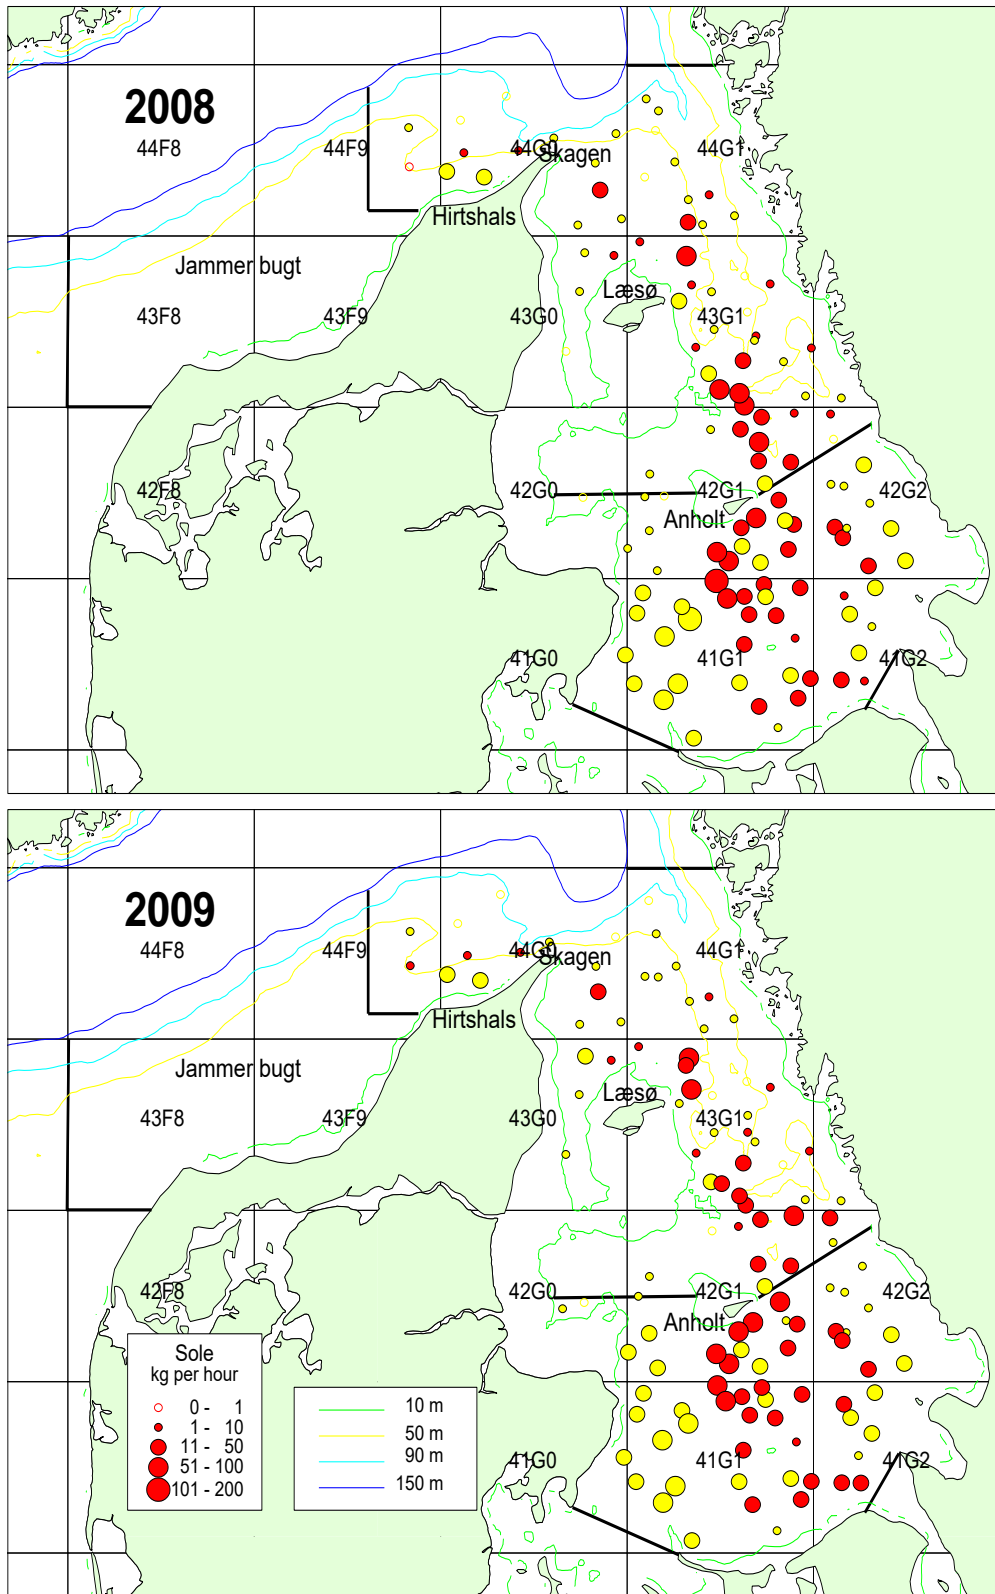 2008
44F8
44F9
44G0
44G1
Skagen
Hirtshals
Jammer bugt
Læsø
43F8
43F9
43G0
43G1
42F8
42G0
42G1
42G2
Anholt
41G0
41G1
41G2
2009
44F8
44F9
44G0
44G1
Skagen
Hirtshals
Jammer bugt
Læsø
43F8
43F9
43G0
43G1
42F8
42G0
42G1
42G2
Anholt
Sole
kg per hour
0 - 1
1 - 10
11 - 50
51 - 100
101 - 200
10 m
50 m
90 m
150 m
41G0
41G1
41G2